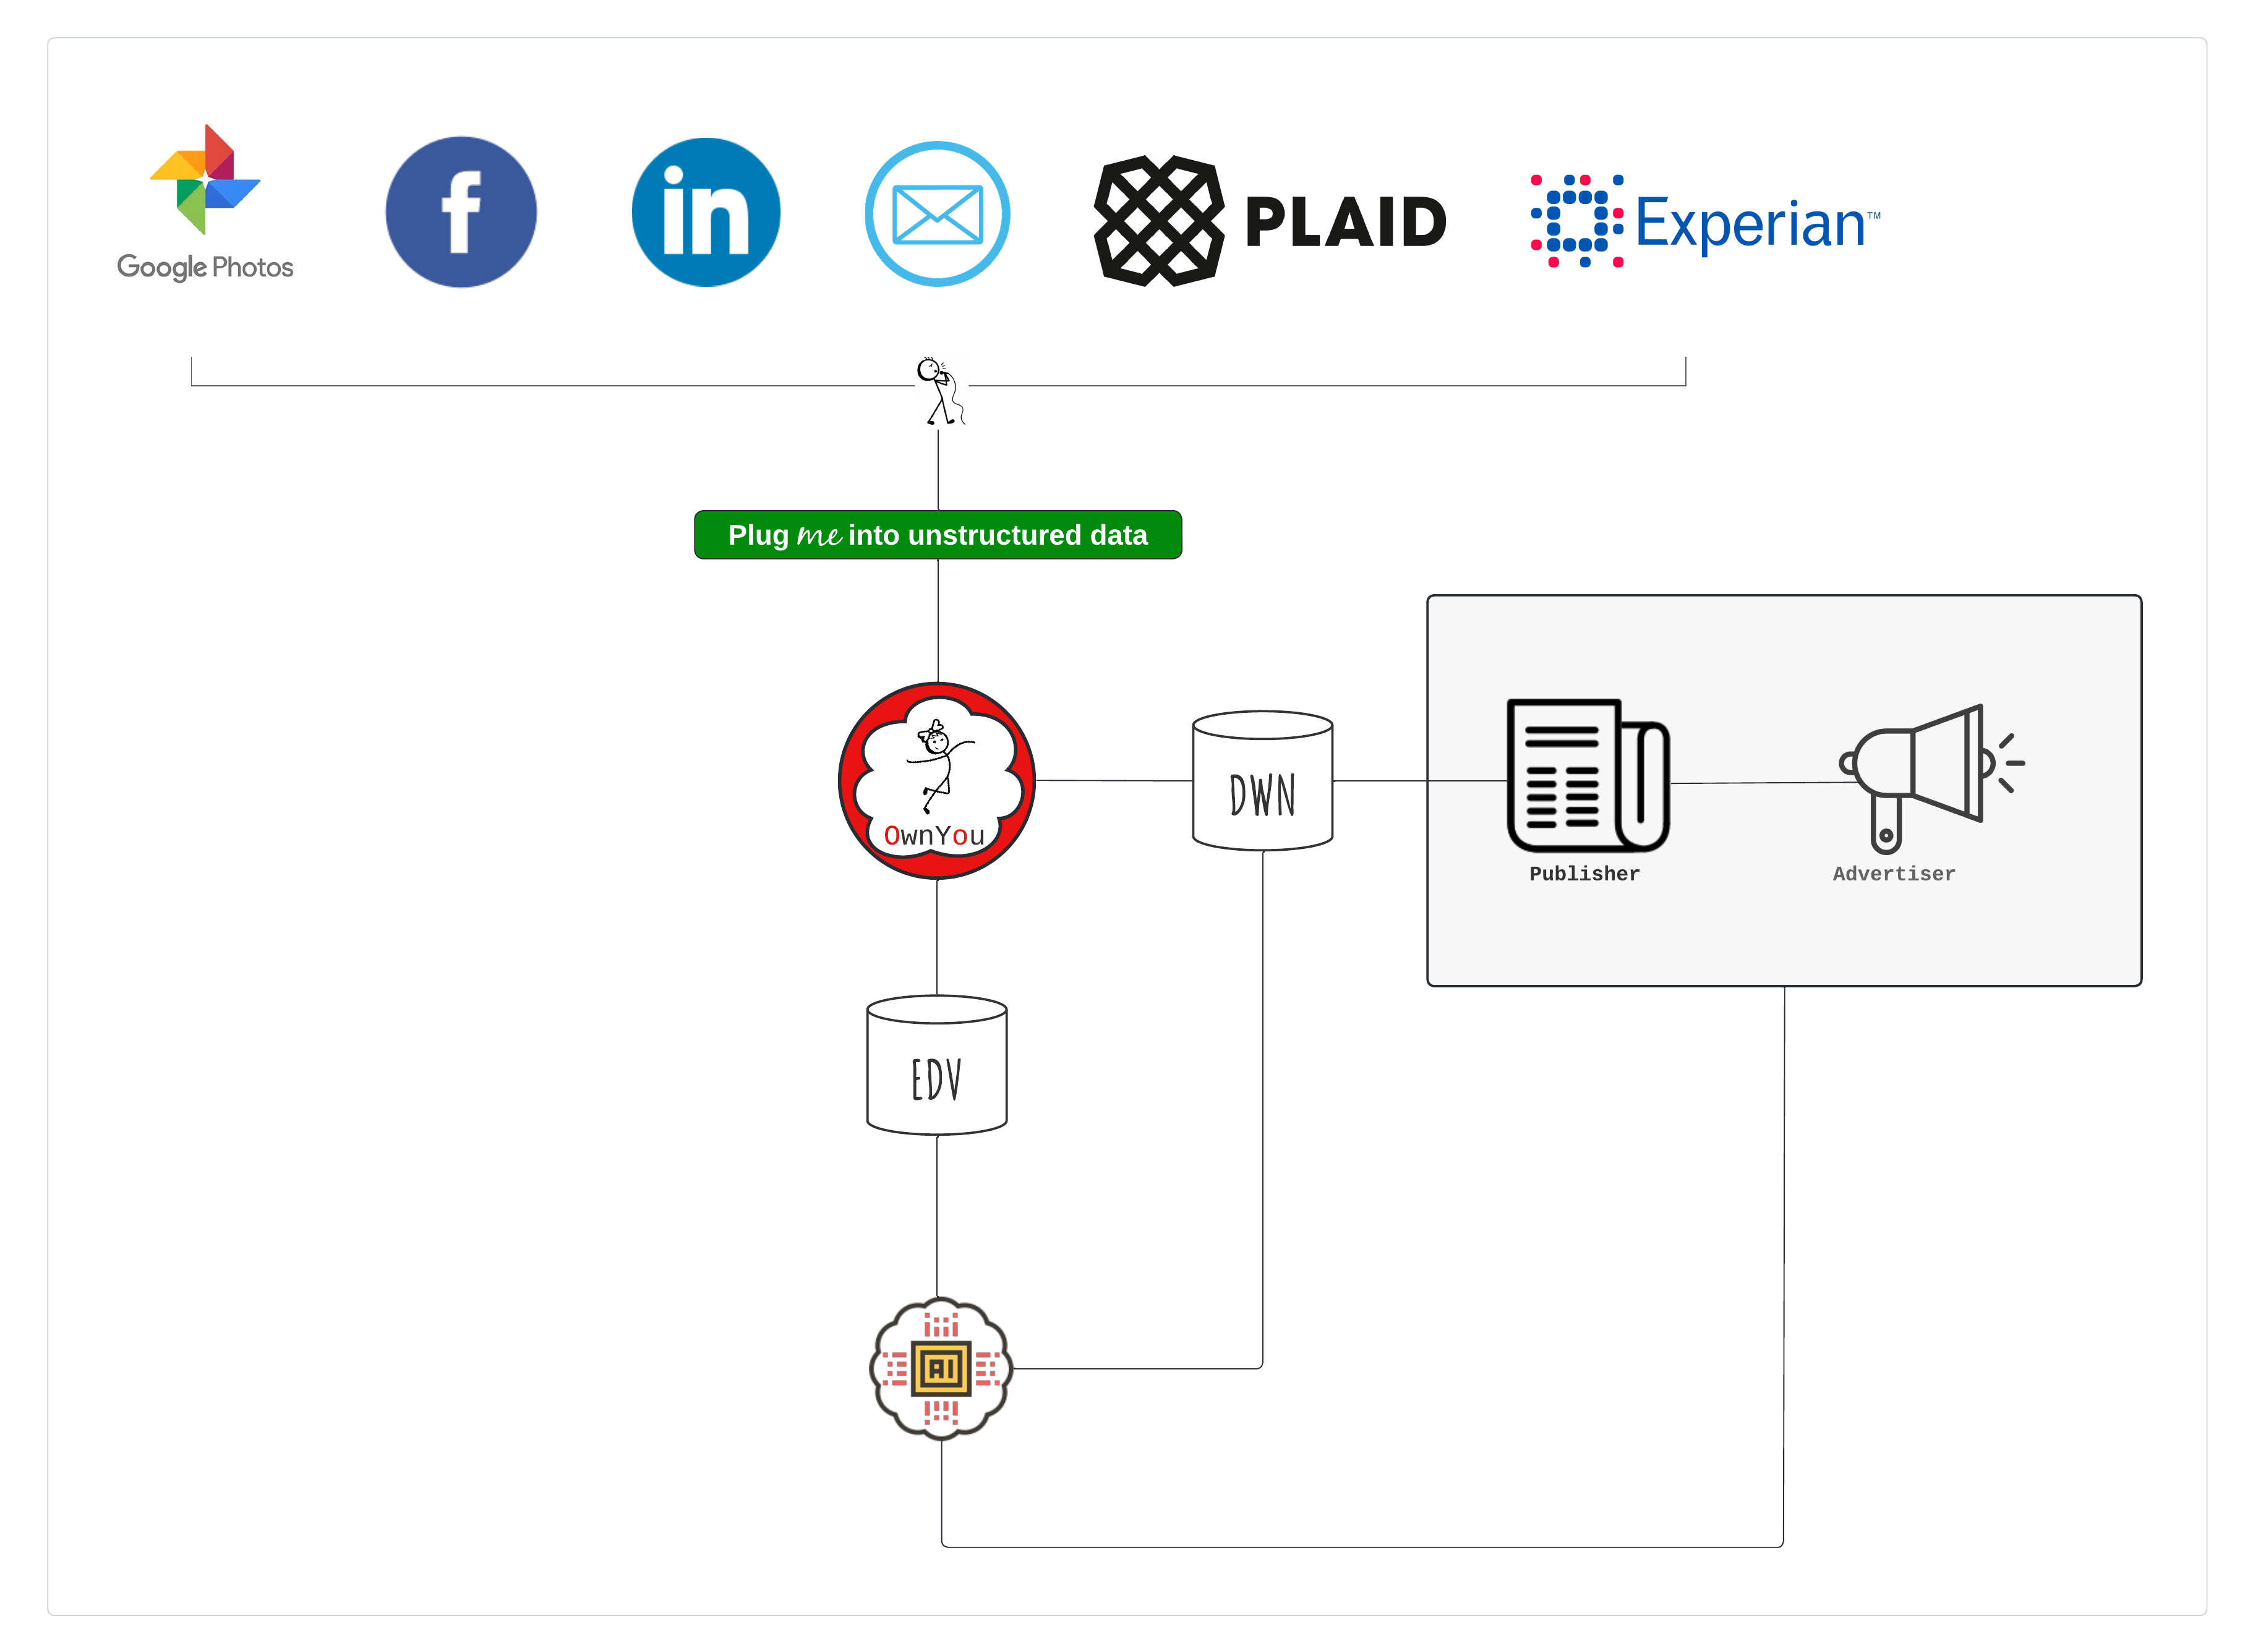 Google Photos
f
in
PLAID
Experian™
Plug me into unstructured data
OwnYou
DWN
Publisher
Advertiser
EDV
AI